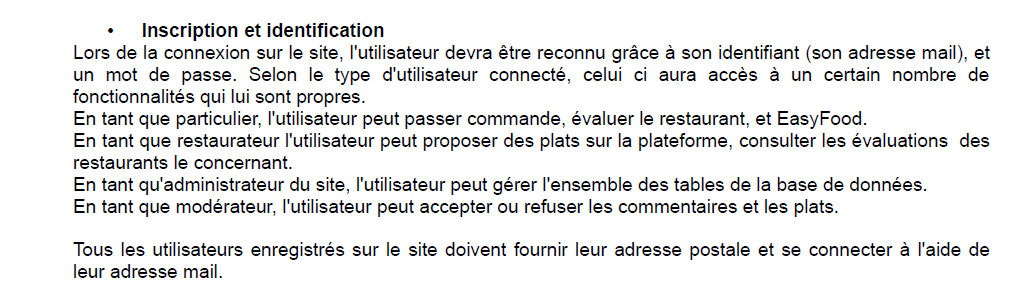 • Inscription et identification
Lors de la connexion sur le site, l'utilisateur devra être reconnu grâce à son identifiant (son adresse mail), et
un mot de passe. Selon le type d'utilisateur connecté, celui ci aura accès à un certain nombre de
fonctionnalités qui lui sont propres.
En tant que particulier, l'utilisateur peut passer commande, évaluer le restaurant, et EasyFood.
En tant que restaurateur l'utilisateur peut proposer des plats sur la plateforme, consulter les évaluations des
restaurants le concernant.
En tant qu'administrateur du site, l'utilisateur peut gérer l'ensemble des tables de la base de données.
En tant que modérateur, l'utilisateur peut accepter ou refuser les commentaires et les plats.
Tous les utilisateurs enregistrés sur le site doivent fournir leur adresse postale et se connecter à l'aide de
leur adresse mail.